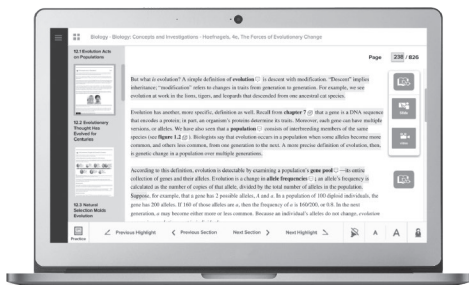 Biology - Biology: Concepts and Investigations - Hoefnagels, 4e, The Forces of Evolutionary Change
12.1 Evolution Acts
on Populations
12.2 Evolutionary
Thought Has
Evolved for
Centuries
12.3 Natural
Selection Molds
Evolution
Page 238 / 826
But what is evolution? A simple definition of evolution is descent with modification. "Descent" implies
inheritance; "modification" refers to changes in traits from generation to generation. For example, we see
evolution at work in the lions, tigers, and leopards that descended from one ancestral cat species.
Evolution has another, more specific, definition as well. Recall from chapter 7 that a gene is a DNA sequence
that encodes a protein; in part, an organism's proteins determine its traits. Moreover, each gene can have multiple
versions, or alleles. We have also seen that a population consists of interbreeding members of the same
species (see figure 1.2). Biologists say that evolution occurs in a population when some alleles become more
common, and others less common, from one generation to the next. A more precise definition of evolution, then,
is genetic change in a population over multiple generations.
According to this definition, evolution is detectable by examining a population's gene pool —its entire
collection of genes and their alleles. Evolution is a change in allele frequencies; an allele's frequency is
calculated as the number of copies of that allele, divided by the total number of alleles in the population.
Suppose, for example, that a gene has 2 possible alleles, A and a. In a population of 100 diploid individuals, the
gene has 200 alleles. If 160 of those alleles are a, then the frequency of a is 160/200, or 0.8. In the next
generation, a may become either more or less common. Because an individual's alleles do not change, evolution
Practice
Previous Highlight
Previous Section
Next Section
Next Highlight
A
A